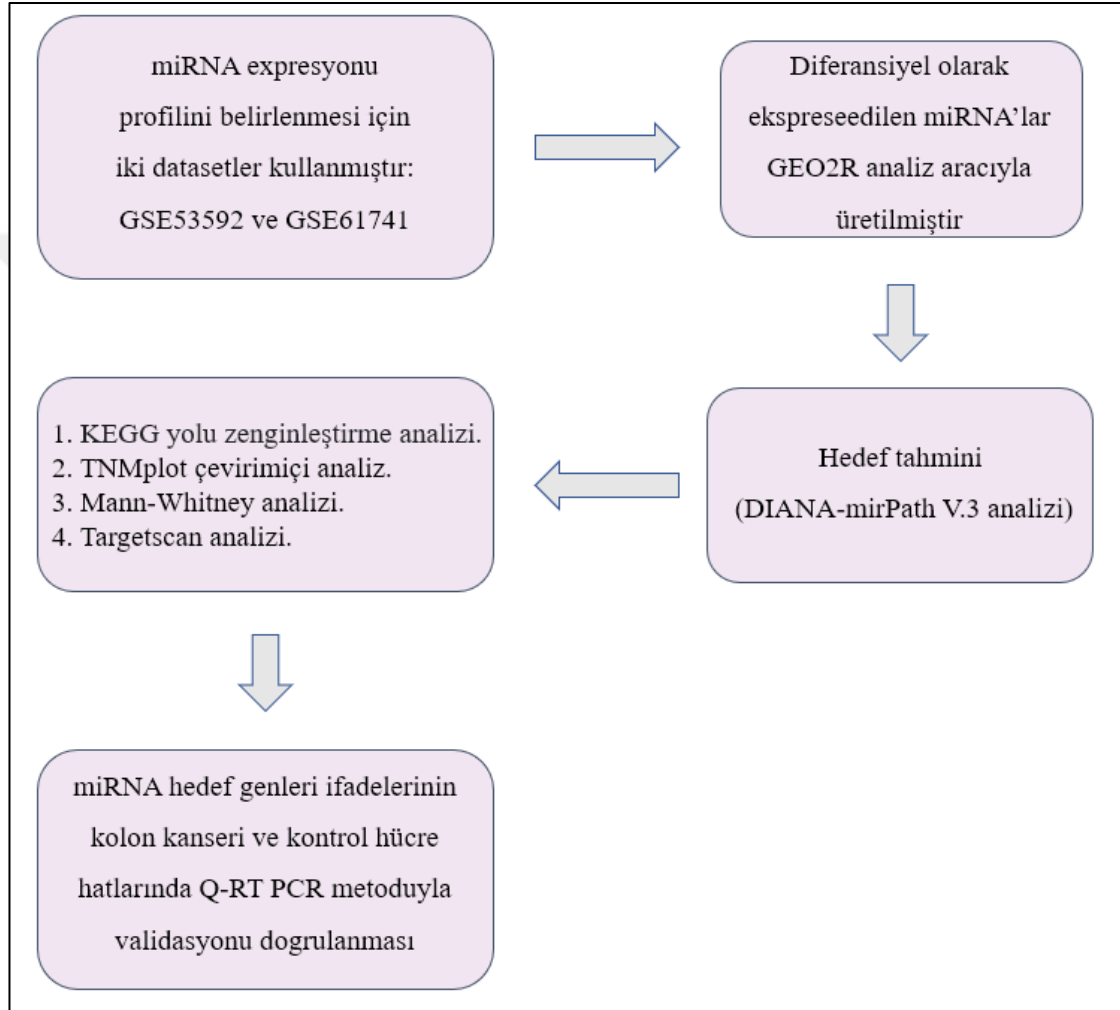 miRNA expresyonu
profilini belirlenmesi için
iki datasetler kullanmıştır:
GSE53592 ve GSE61741
Diferansiyel olarak
ekspreseedilen miRNA’lar
GEO2R analiz aracıyla
üretilmiştir
Hedef tahmini
(DIANA-mirPath V.3 analizi)
1. KEGG yolu zenginleştirme analizi.
2. TNMplot çevirimiçi analiz.
3. Mann-Whitney analizi.
4. Targetscan analizi.
miRNA hedef genleri ifadelerinin
kolon kanseri ve kontrol hücre
hatlarında Q-RT PCR metoduyla
validasyonu dogrulanması